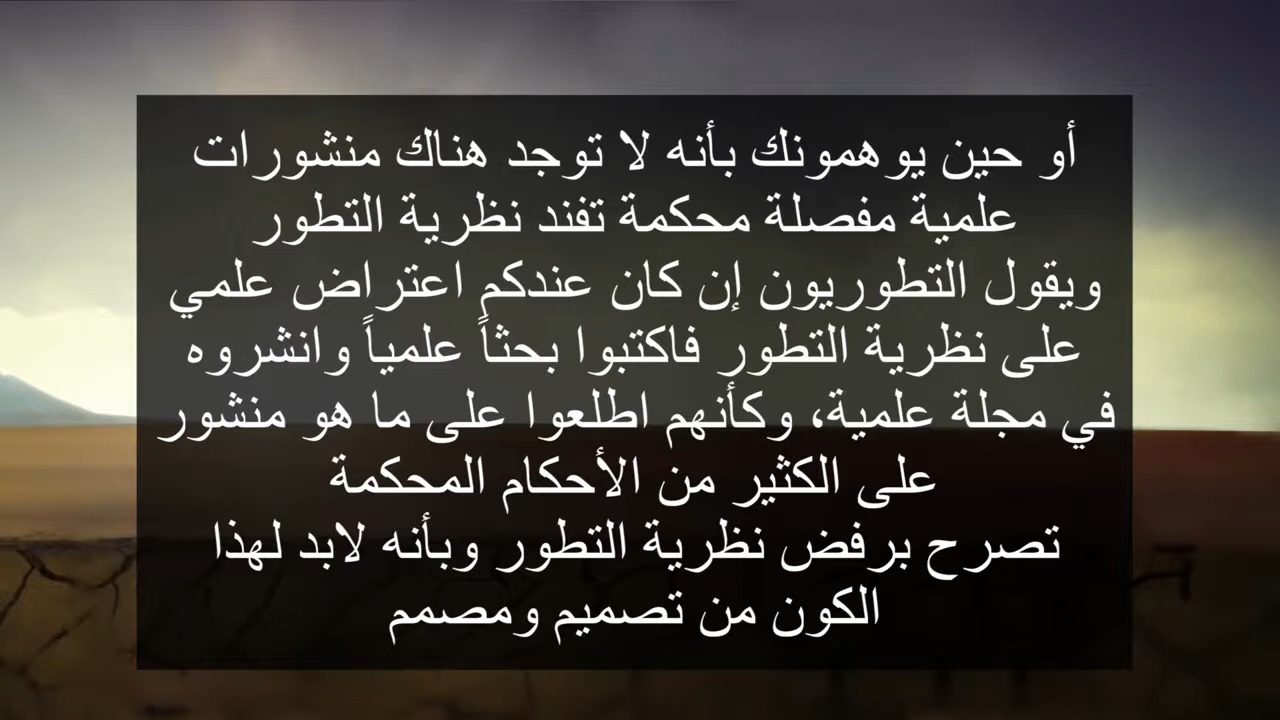 أو حين يوهمونك بأنه لا توجد هناك منشورات
علمية مفصلة محكمة تفند نظرية التطور
ويقول التطوريون إن كان عندكم اعتراض علمي
على نظرية التطور فاكتبوا بحثاً علمياً وانشروه
في مجلة علمية، وكأنهم اطلعوا على ما هو منشور
على الكثير من الأحكام المحكمة
تصرح برفض نظرية التطور وبأنه لابد لهذا
الكون من تصميم ومصمم